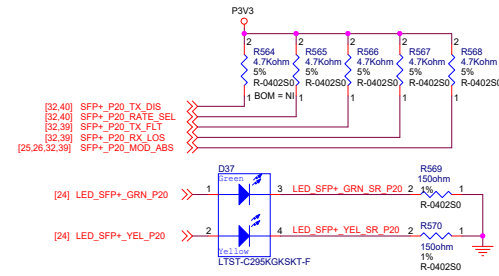 P3V3
2 2 2 2 2
R564 R565 R566 R567 R568
4.7Kohm 4.7Kohm 4.7Kohm 4.7Kohm 4.7Kohm
5% 5% 5% 5% 5%
R-0402S0 R-0402S0 R-0402S0 R-0402S0 R-0402S0
1 BOM = NI 1 1 1 1
[32,40] SFP+_P20_TX_DIS
[32,40] SFP+_P20_RATE_SEL
[32,39] SFP+_P20_TX_FLT
[32,39] SFP+_P20_RX_LOS
[25,26,32,39] SFP+_P20_MOD_ABS
D37
Green
R569
150ohm
[24] LED_SFP+_GRN_P20 1 3 LED_SFP+_GRN_SR_P20 2 1
1%
R-0402S0
R570
[24] LED_SFP+_YEL_P20 2 4 LED_SFP+_YEL_SR_P20 2 1
Yellow
150ohm
1%
LTST-C295KGKSKT-F
R-0402S0